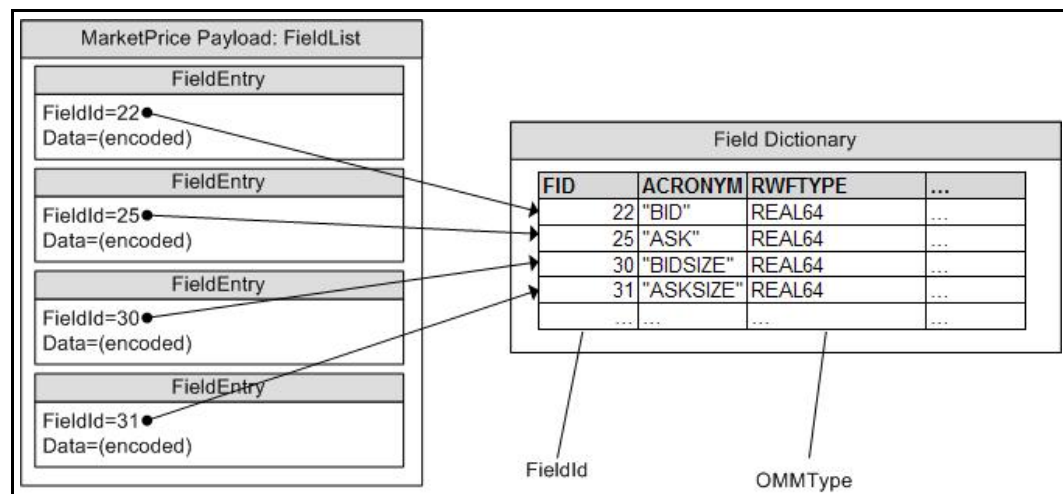 MarketPrice Payload: FieldList
FieldEntry
FieldId=22
Data=(encoded)
FieldEntry
FieldId=25
Data=(encoded)
FieldEntry
FieldId=30
Data=(encoded)
FieldEntry
FieldId=31
Data=(encoded)
Field Dictionary
FID ACRONYM RWFTYPE ...
22 "BID" REAL64 ...
25 "ASK" REAL64 ...
30 "BIDSIZE" REAL64 ...
31 "ASKSIZE" REAL64 ...
... ... ... ...
FieldId
OMMType